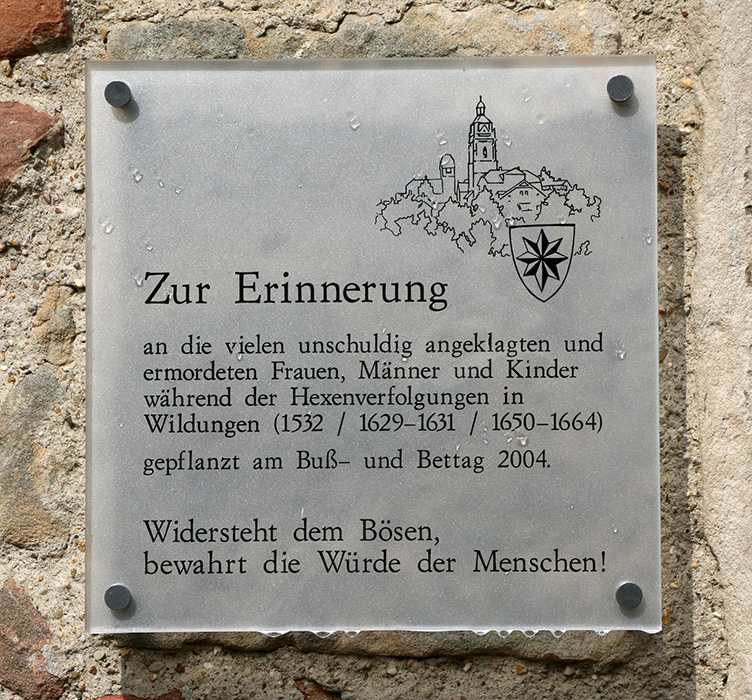 Zur Erinnerung
an die vielen unschuldig angeklagten und
ermordeten Frauen, Männer und Kinder
während der Hexenverfolgungen in
Wildungen (1532 / 1629–1631 / 1650–1664)
gepflanzt am Buß– und Bettag 2004.
Widersteht dem Bösen,
bewahrt die Würde der Menschen!